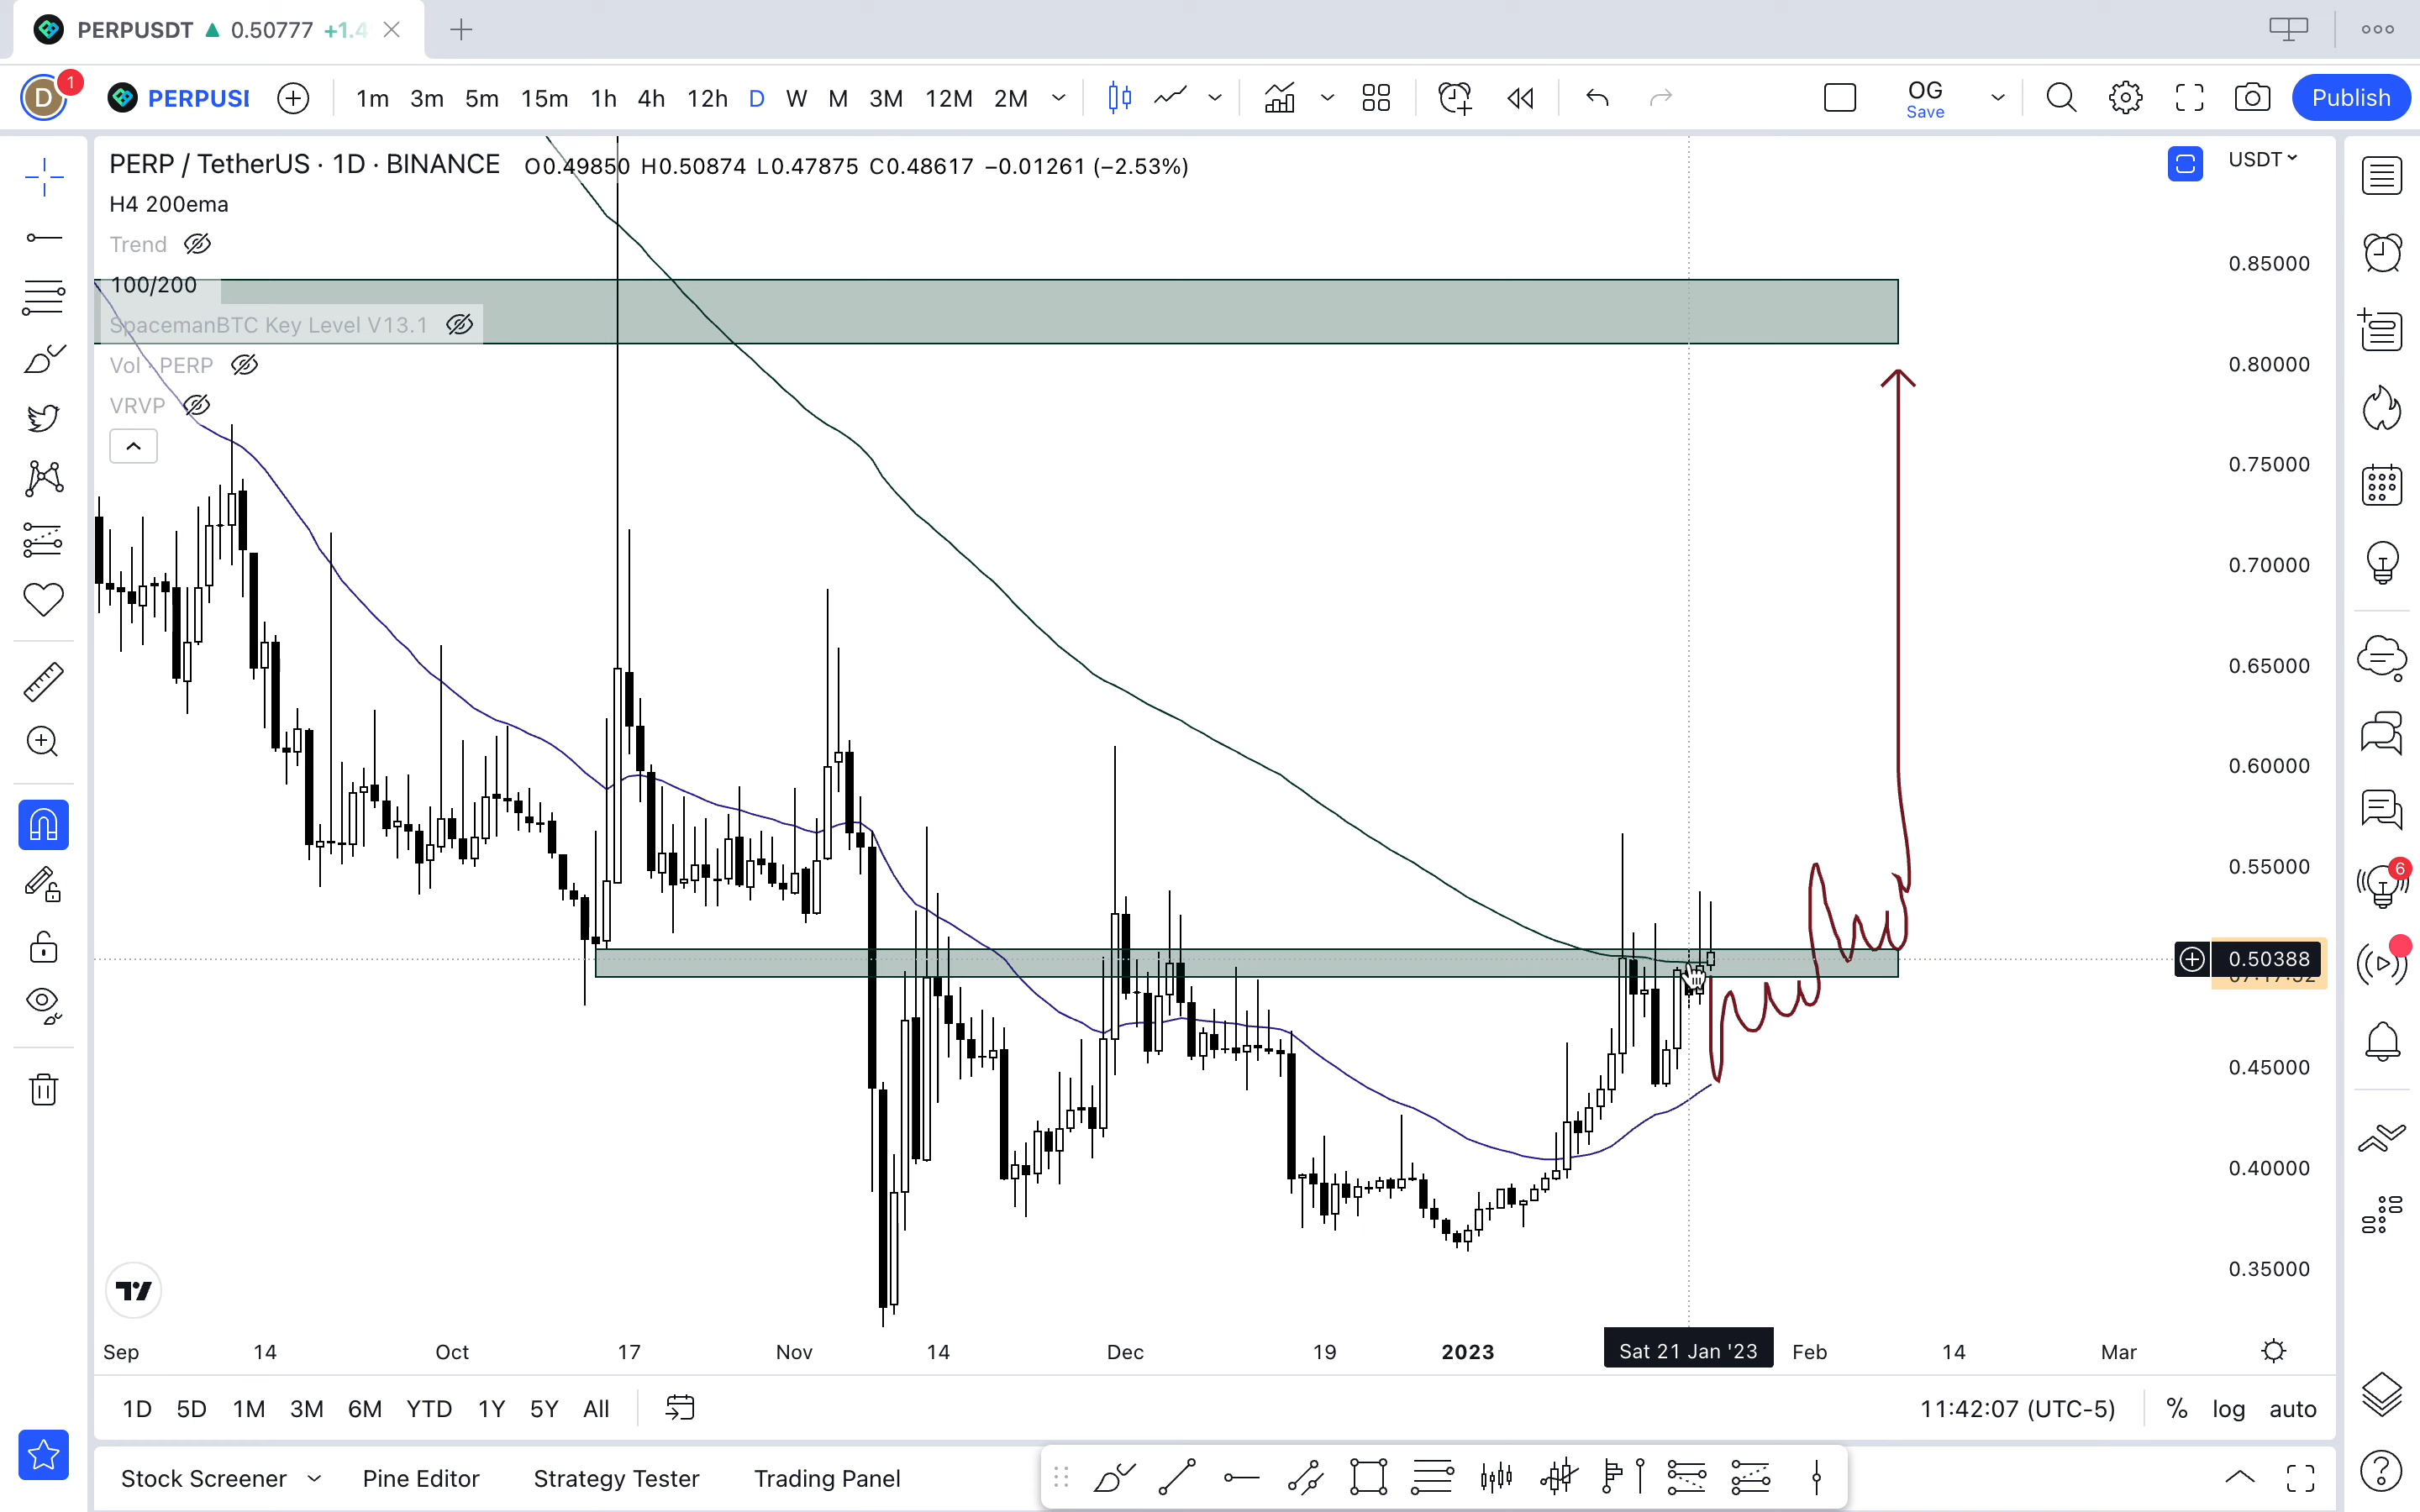 PERPUSDT ▲ 0.50777 +1.4
D 1 PERPUSI 1m 3m 5m 15m 1h 4h 12h D W M 3M 12M 2M OG Save Publish
PERP / TetherUS · 1D · BINANCE O0.49850 H0.50874 L0.47875 C0.48617 −0.01261 (−2.53%)
USDT
H4 200ema
Trend
100/200
SpacemanBTC Key Level V13.1
Vol · PERP
VRVP
0.85000
0.80000
0.75000
0.70000
0.65000
0.60000
0.55000
0.50388
0.45000
0.40000
0.35000
6
Sep 14 Oct 17 Nov 14 Dec 19 2023 Sat 21 Jan '23 Feb 14 Mar
1D 5D 1M 3M 6M YTD 1Y 5Y All 11:42:07 (UTC-5) % log auto
Stock Screener Pine Editor Strategy Tester Trading Panel